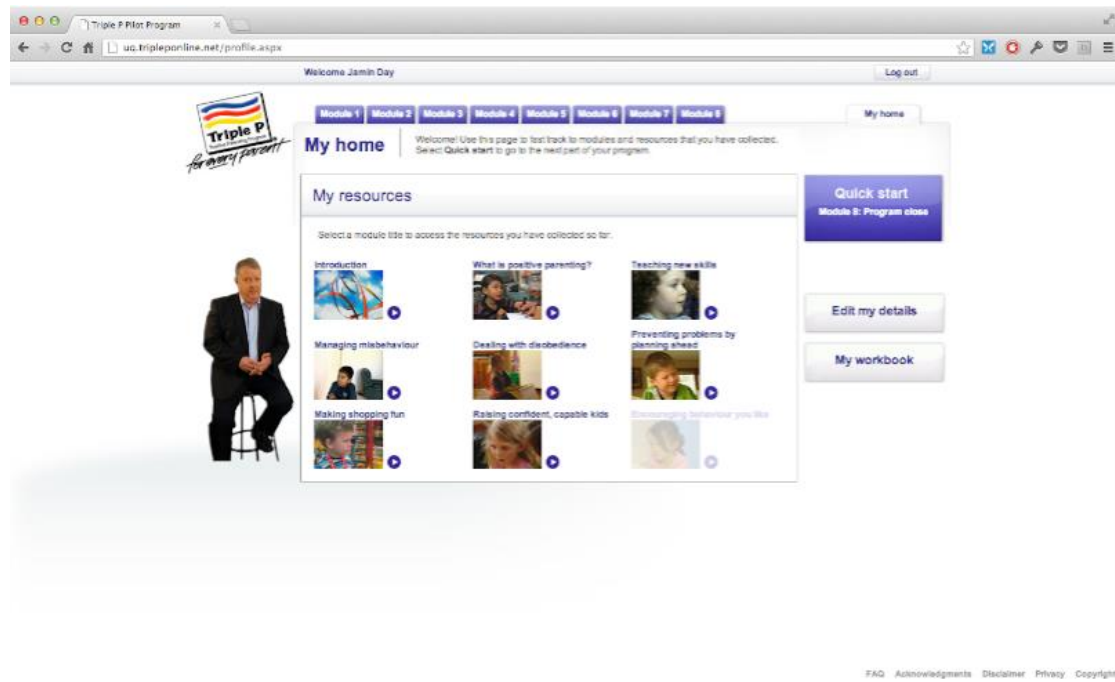 Triple P Pilot Program
uq.tripleponline.net/profile.aspx
Welcome Jamin Day
Log out
Triple P
for every parent
Module 1
Module 2
Module 3
Module 4
Module 5
Module 6
Module 7
Module 8
My home
My home
Welcome! Use this page to fast track to modules and resources that you have collected.
Select Quick start to go to the next part of your program.
My resources
Quick start
Module 8: Program close
Select a module title to access the resources you have collected so far.
Introduction
What is positive parenting?
Teaching new skills
Edit my details
Managing misbehaviour
Dealing with disobedience
Preventing problems by
planning ahead
My workbook
Making shopping fun
Raising confident, capable kids
Encouraging behaviour you like
FAQ
Acknowledgments
Disclaimer
Privacy
Copyright